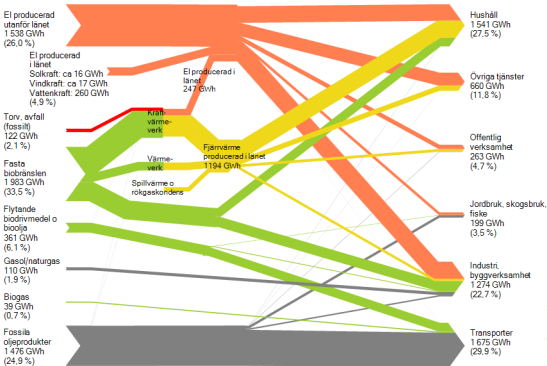 El producerad
utanför länet
1 538 GWh
(26,0 %)
El producerad
i länet
Solkraft: ca 16 GWh
Vindkraft: ca 17 GWh
Vattenkraft: 260 GWh
(4,9 %)
Torv, avfall
(fossilt)
122 GWh
(2,1 %)
Fasta
biobränslen
1 983 GWh
(33,5 %)
Flytande
biodrivmedel o
bioolja
361 GWh
(6,1 %)
Gasol/naturgas
110 GWh
(1,9 %)
Biogas
39 GWh
(0,7 %)
Fossila
oljeprodukter
1 476 GWh
(24,9 %)
El producerad i
länet
247 GWh
Kraft-
värme-
verk
Värme-
verk
Spillvärme o
rökgaskondens
Fjärrvärme
producerad i länet
1194 GWh
Hushåll
1 541 GWh
(27,5 %)
Övriga tjänster
660 GWh
(11,8 %)
Offentlig
verksamhet
263 GWh
(4,7 %)
Jordbruk, skogsbruk,
fiske
199 GWh
(3,5 %)
Industri,
byggverksamhet
1 274 GWh
(22,7 %)
Transporter
1 675 GWh
(29,9 %)